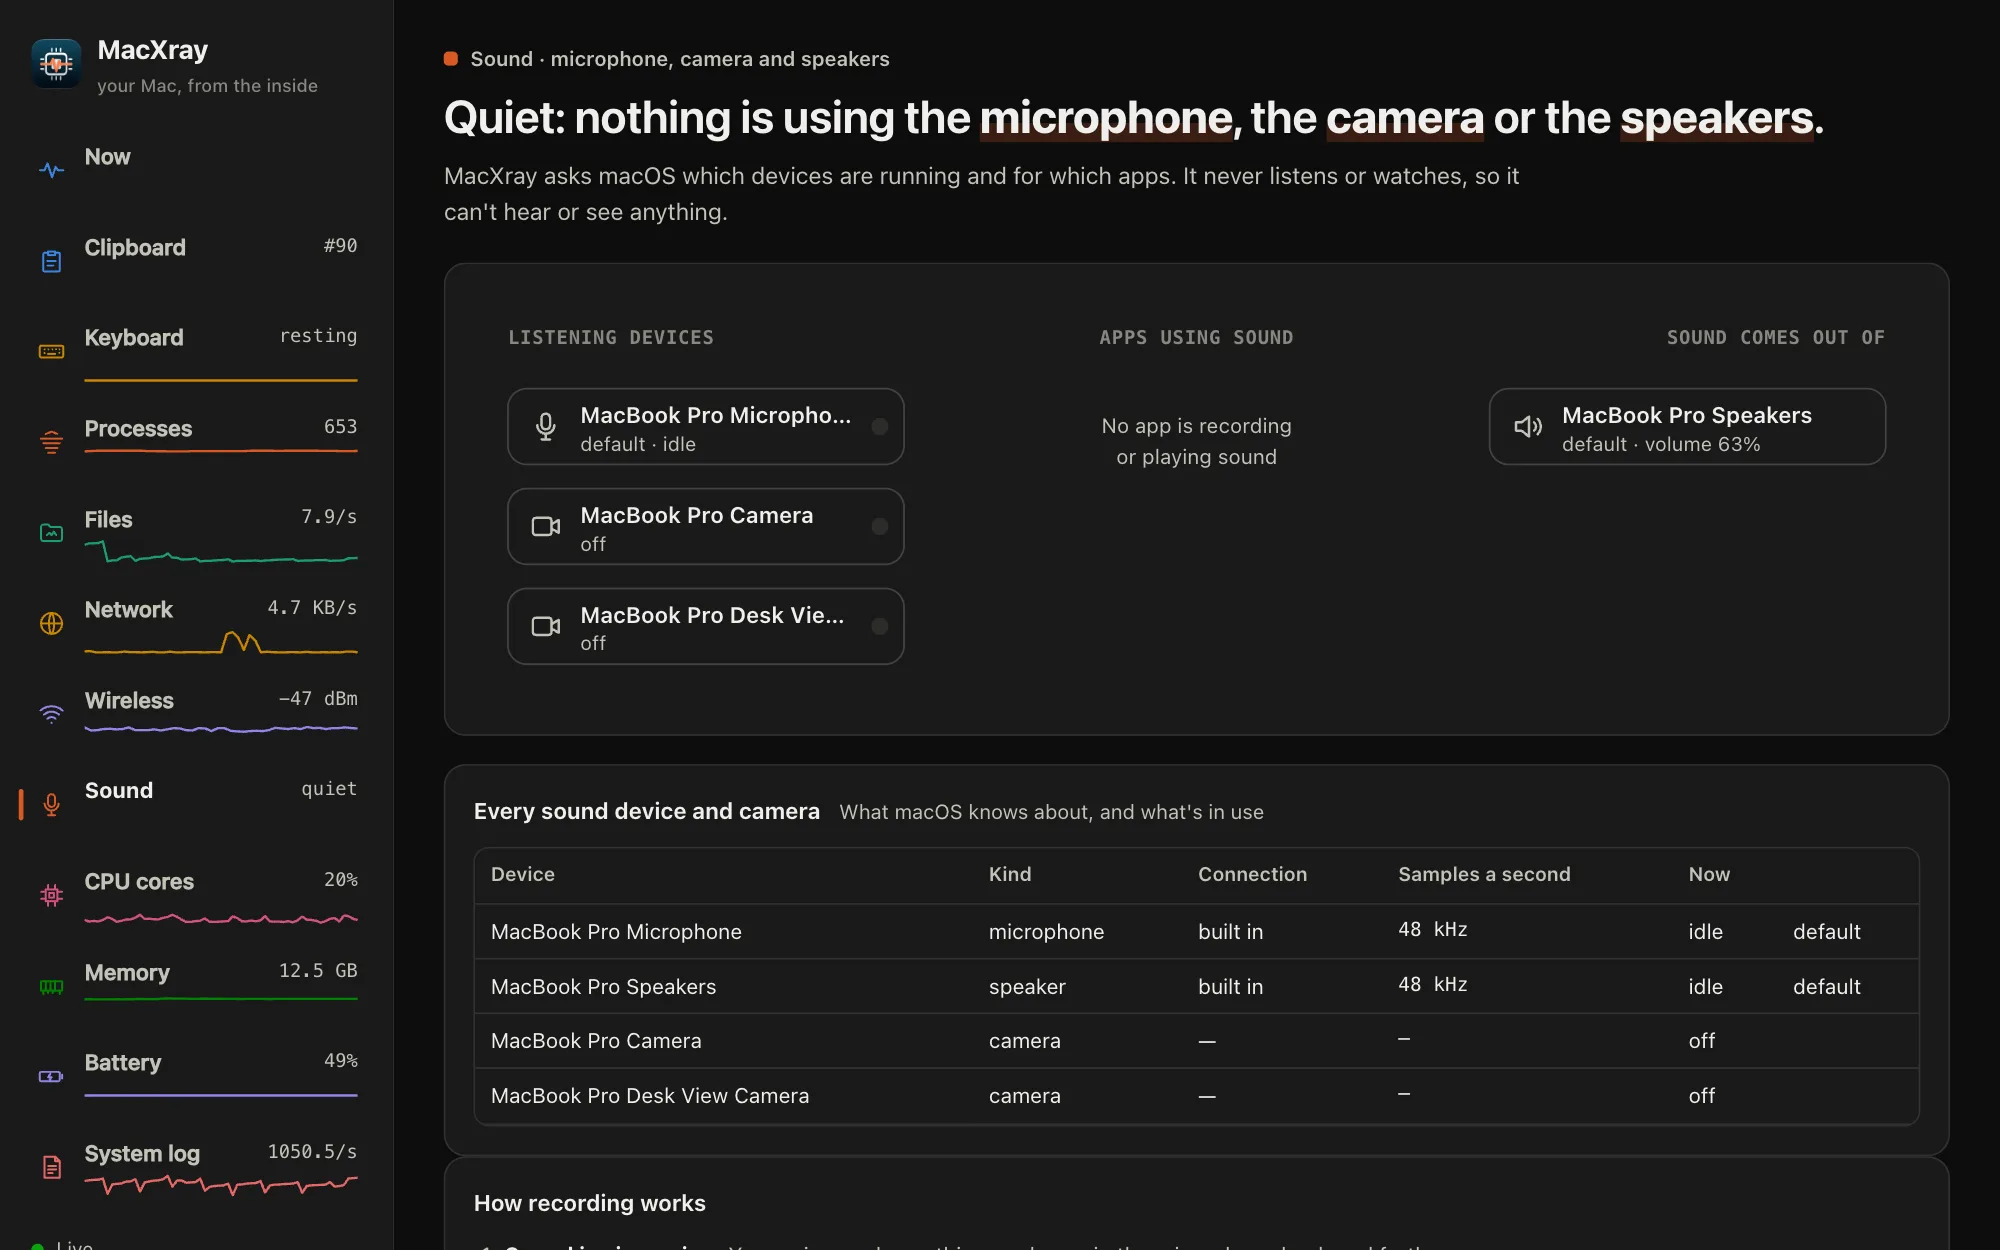 MacXray
your Mac, from the inside
Now
Clipboard #90
Keyboard resting
Processes 653
Files 7.9/s
Network 4.7 KB/s
Wireless −47 dBm
Sound quiet
CPU cores 20%
Memory 12.5 GB
Battery 49%
System log 1050.5/s
Live
Sound · microphone, camera and speakers
Quiet: nothing is using the microphone, the camera or the speakers.
MacXray asks macOS which devices are running and for which apps. It never listens or watches, so it
can't hear or see anything.
LISTENING DEVICES
MacBook Pro Micropho...
default · idle
MacBook Pro Camera
off
MacBook Pro Desk Vie...
off
APPS USING SOUND
No app is recording
or playing sound
SOUND COMES OUT OF
MacBook Pro Speakers
default · volume 63%
Every sound device and camera What macOS knows about, and what's in use
Device Kind Connection Samples a second Now
MacBook Pro Microphone microphone built in 48 kHz idle default
MacBook Pro Speakers speaker built in 48 kHz idle default
MacBook Pro Camera camera — — off
MacBook Pro Desk View Camera camera — — off
How recording works